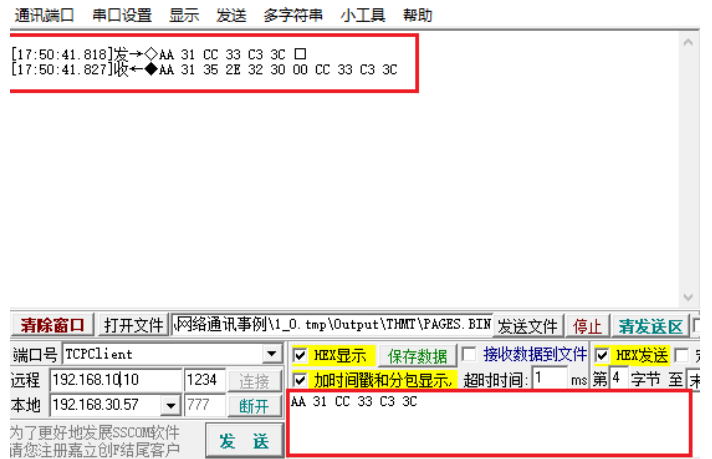 通讯端口 串口设置 显示 发送 多字符串 小工具 帮助
[17:50:41.818]发→◇AA 31 CC 33 C3 3C □
[17:50:41.827]收←◆AA 31 35 2E 32 30 00 CC 33 C3 3C
清除窗口 打开文件 网络通讯事例\1_0.tmp\Output\THMT\PAGES.BIN 发送文件 停止 清发送区
端口号 TCPClient HEX显示 保存数据 接收数据到文件 HEX发送
远程 192.168.10.10 1234 连接 加时间戳和分包显示, 超时时间: 1 ms 第 4 字节 至 末
本地 192.168.30.57 777 断开 AA 31 CC 33 C3 3C
为了更好地发展SSCOM软件
请您注册嘉立创F结尾客户
发 送